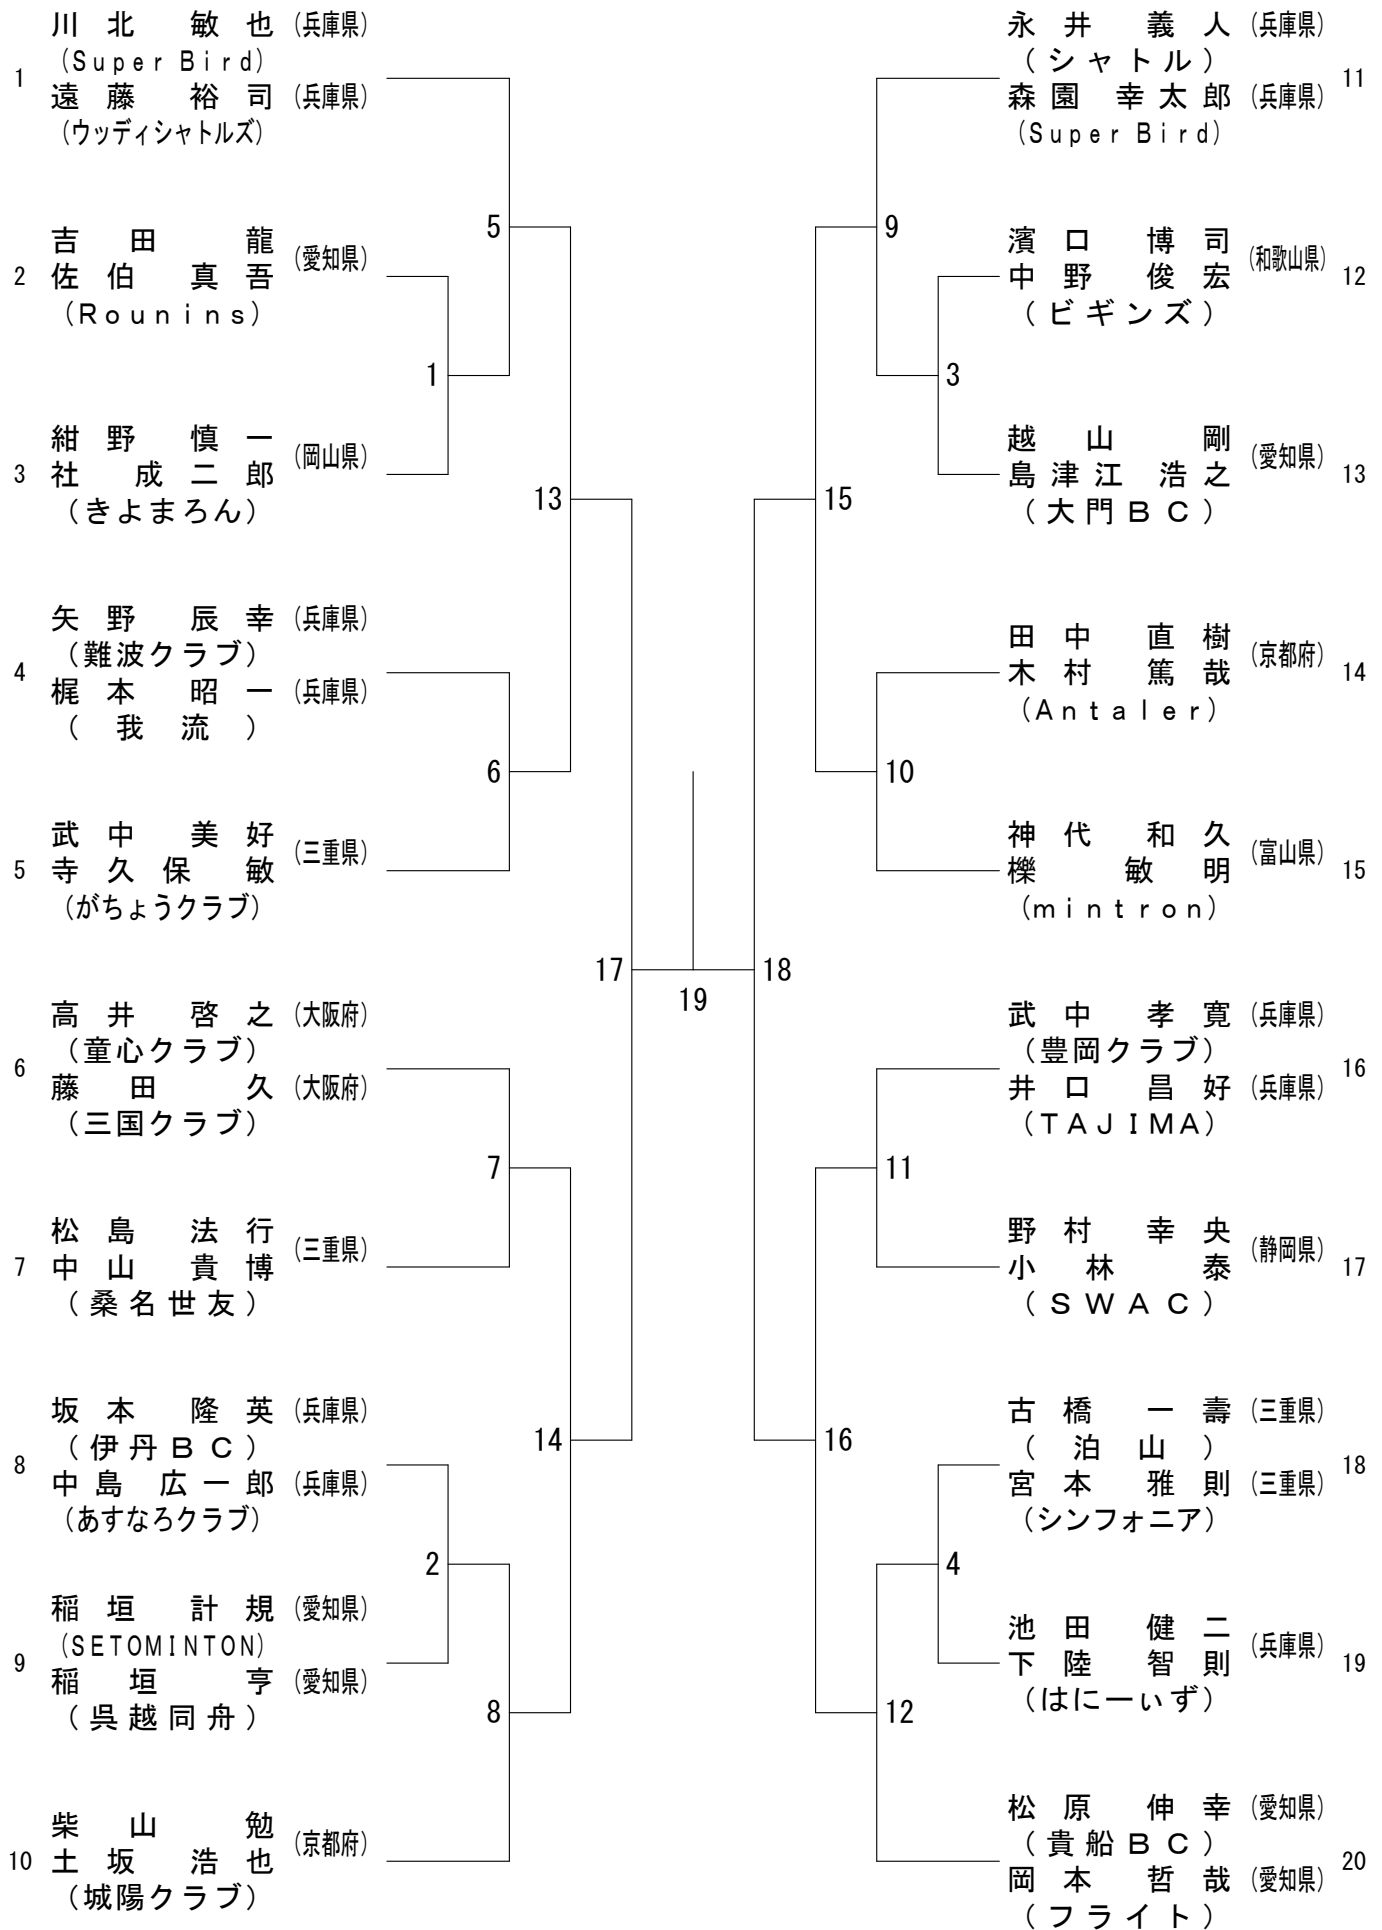 川北 敏也 (兵庫県)
(Super Bird)
1
遠藤 裕司 (兵庫県)
(ウッディシャトルズ)
5
吉田 龍
(愛知県)
2 佐伯 真吾
(Rounins)
1
紺野 慎一
(岡山県)
3 社 成二郎
(きよまろん)
13
矢野 辰幸 (兵庫県)
(難波クラブ)
4
梶本 昭一 (兵庫県)
(我流)
6
武中 美好
(三重県)
5 寺久保 敏
(がちょうクラブ)
17
高井 啓之 (大阪府)
(童心クラブ)
6
藤田 久 (大阪府)
(三国クラブ)
7
松島 法行
(三重県)
7 中山 貴博
(桑名世友)
坂本 隆英 (兵庫県)
(伊丹BC)
14
8
中島 広一郎 (兵庫県)
(あすなろクラブ)
2
稲垣 計規 (愛知県)
(SETOMINTON)
9
稲垣 亨 (愛知県)
(呉越同舟)
8
柴山 勉
(京都府)
10 土坂 浩也
(城陽クラブ)
19
永井 義人 (兵庫県)
(シャトル)
11
森園 幸太郎 (兵庫県)
(Super Bird)
9
濱口 博司
(和歌山県)
中野 俊宏 12
(ビギンズ)
3
越山 剛
(愛知県)
島津江 浩之 13
(大門BC)
15
田中 直樹
(京都府)
木村 篤哉 14
(Antaler)
10
神代 和久
(富山県)
櫟 敏明 15
(mintron)
18
武中 孝寛 (兵庫県)
(豊岡クラブ)
16
井口 昌好 (兵庫県)
(TAJIMA)
11
野村 幸央
(静岡県)
小林 泰 17
(SWAC)
古橋 一壽 (三重県)
(泊山)
16
18
宮本 雅則 (三重県)
(シンフォニア)
4
池田 健二
(兵庫県)
下陸 智則 19
(はにーぃず)
12
松原 伸幸 (愛知県)
(貴船BC)
20
岡本 哲哉 (愛知県)
(フライト)